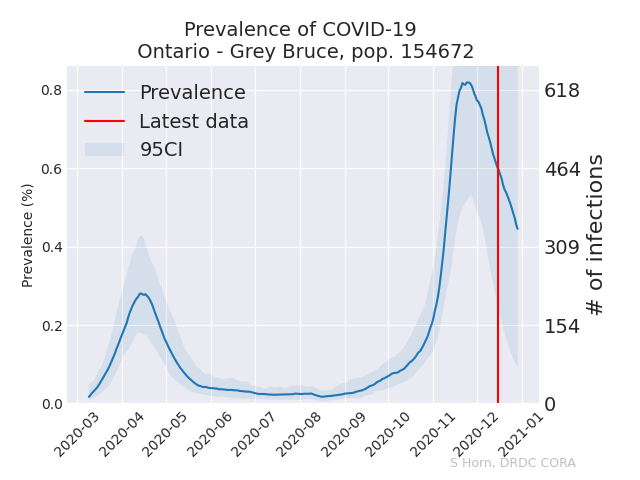 Prevalence of COVID-19
Ontario - Grey Bruce, pop. 154672
Prevalence
Latest data
95CI
Prevalence (%)
0.8
0.6
0.4
0.2
0.0
618
464
309
154
0
# of infections
2020-03
2020-04
2020-05
2020-06
2020-07
2020-08
2020-09
2020-10
2020-11
2020-12
2021-01
S Horn, DRDC CORA